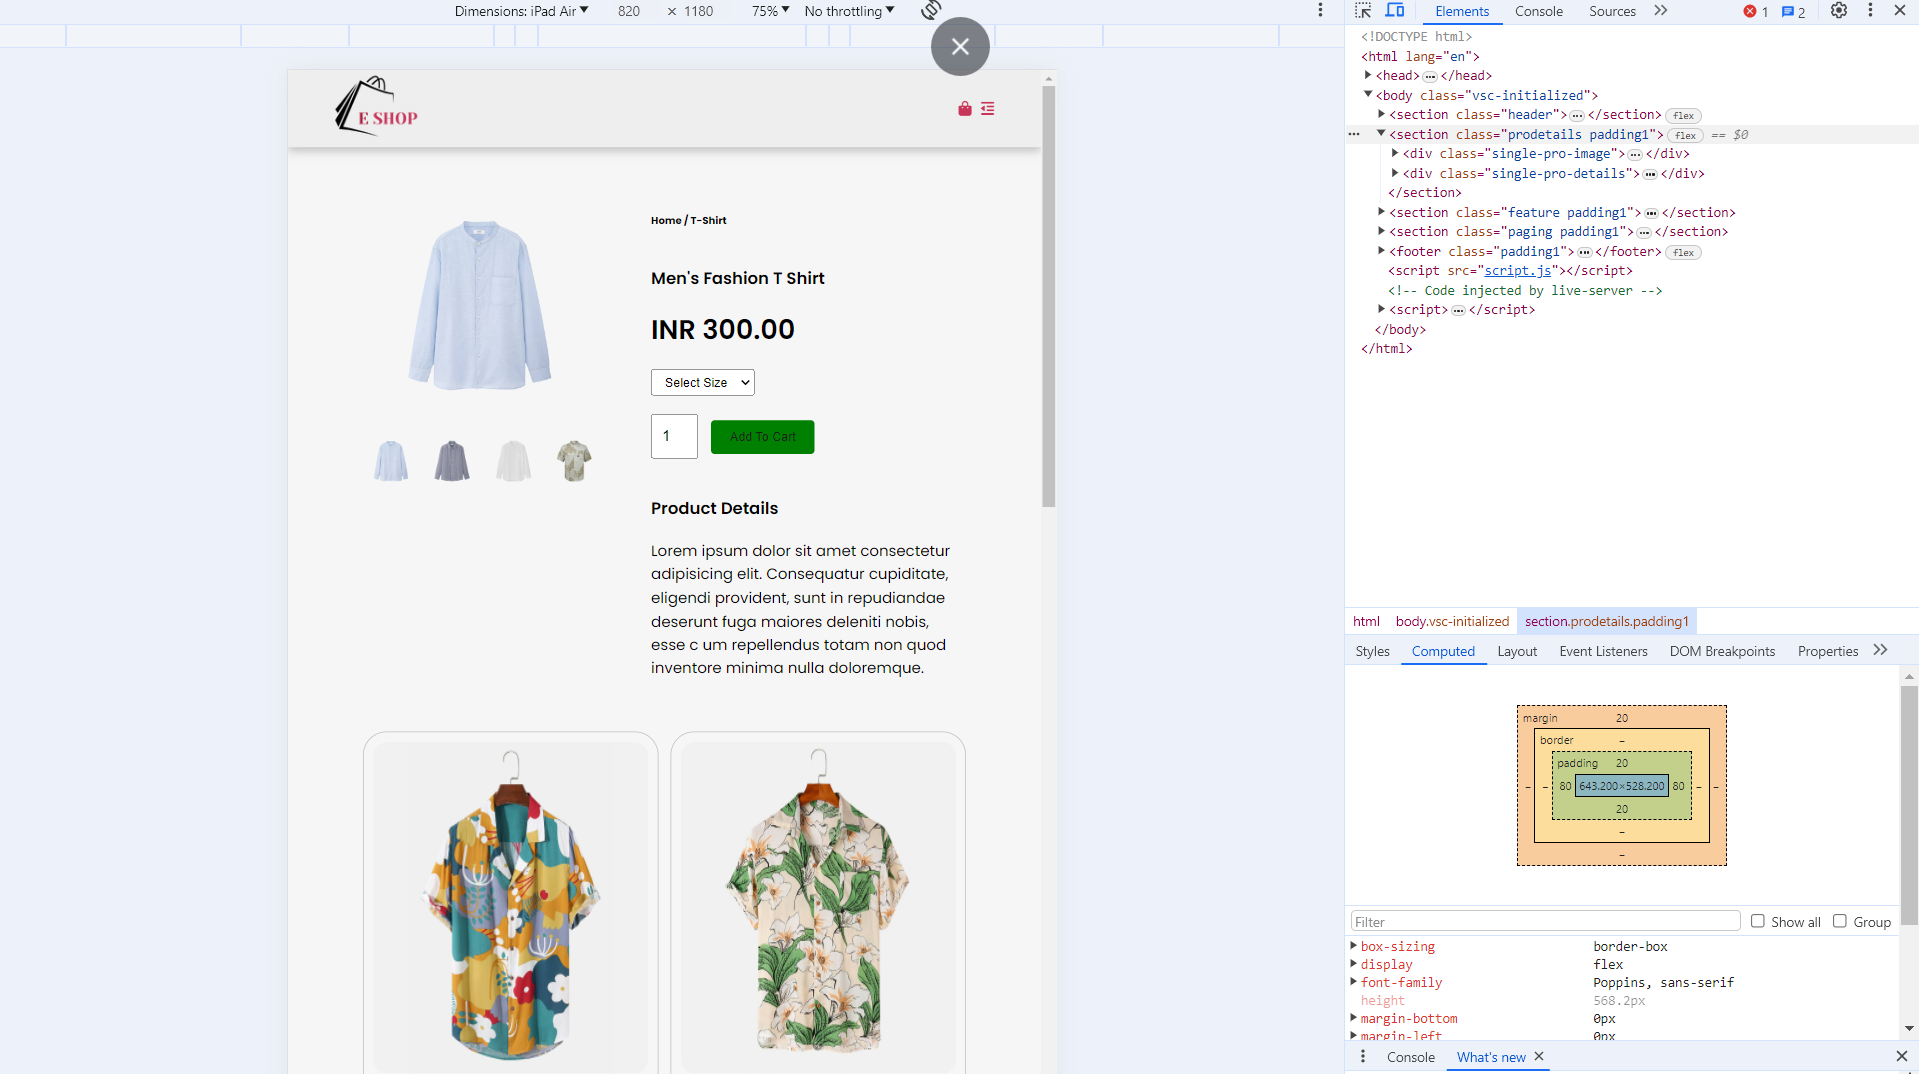 Dimensions: iPad Air 820 × 1180 75% No throttling
E SHOP
Home / T-Shirt
Men's Fashion T Shirt
INR 300.00
Select Size
1
Add To Cart
Product Details
Lorem ipsum dolor sit amet consectetur
adipisicing elit. Consequatur cupiditate,
eligendi provident, sunt in repudiandae
deserunt fuga maiores deleniti nobis,
esse c um repellendus totam non quod
inventore minima nulla doloremque.
Elements Console Sources 1 2
<!DOCTYPE html>
<html lang="en">
<head>…</head>
<body class="vsc-initialized">
<section class="header">…</section> flex
… <section class="prodetails padding1"> flex == $0
<div class="single-pro-image">…</div>
<div class="single-pro-details">…</div>
</section>
<section class="feature padding1">…</section>
<section class="paging padding1">…</section>
<footer class="padding1">…</footer> flex
<script src="script.js"></script>
<!-- Code injected by live-server -->
<script>…</script>
</body>
</html>
html body.vsc-initialized section.prodetails.padding1
Styles Computed Layout Event Listeners DOM Breakpoints Properties
margin 20
border –
padding 20
– – 80 643.200×528.200 80 – –
20
–
–
Filter Show all Group
box-sizing border-box
display flex
font-family Poppins, sans-serif
height 568.2px
margin-bottom 0px
margin-left 0px
Console What's new